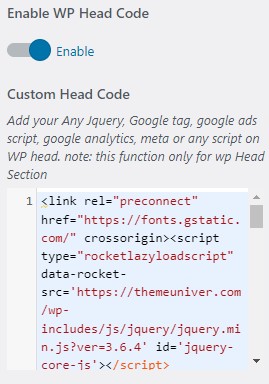 Enable WP Head Code
Enable
Custom Head Code
Add your Any Jquery, Google tag, google ads
script, google analytics, meta or any script on
WP head. note: this function only for wp Head
Section
1 <link rel="preconnect"
href="https://fonts.gstatic.
com/" crossorigin><script
type="rocketlazyloadscript"
data-rocket-
src='https://themeuniver.com
/wp-
includes/js/jquery/jquery.mi
n.js?ver=3.6.4' id='jquery-
core-js'></script>